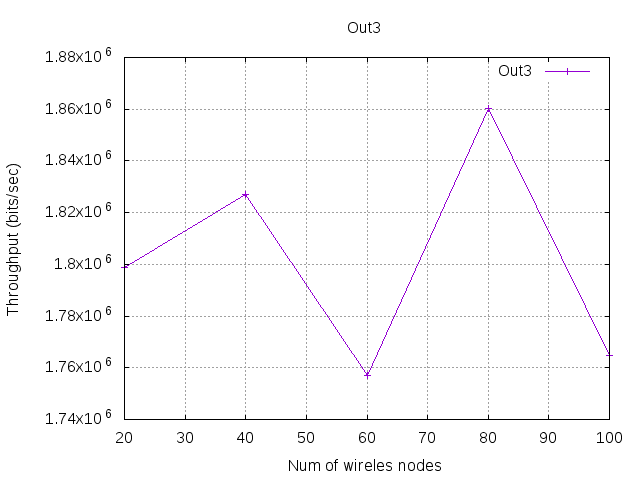 Out3
Out3
1.88x10^6
1.86x10^6
1.84x10^6
1.82x10^6
1.8x10^6
1.78x10^6
1.76x10^6
1.74x10^6
Throughput (bits/sec)
20 30 40 50 60 70 80 90 100
Num of wireles nodes